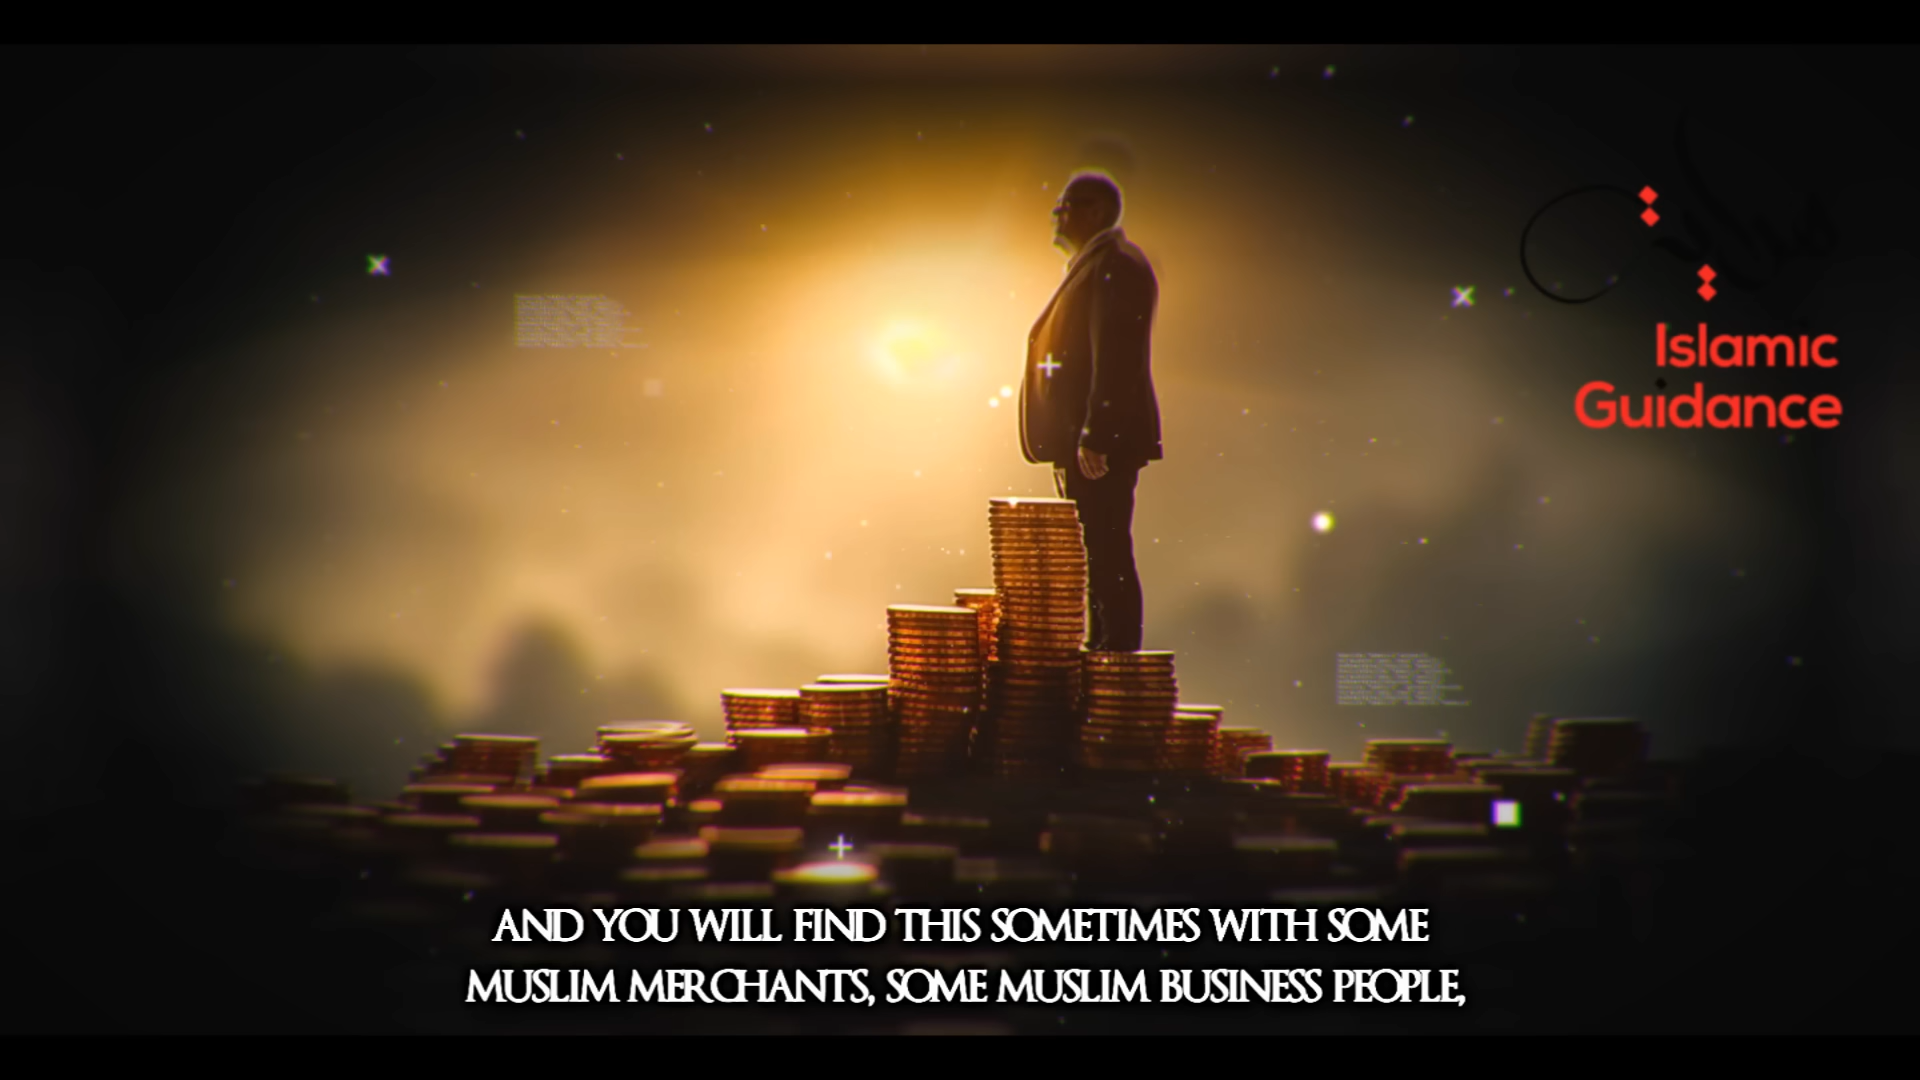 Islamic
Guidance
AND YOU WILL FIND THIS SOMETIMES WITH SOME
MUSLIM MERCHANTS, SOME MUSLIM BUSINESS PEOPLE,